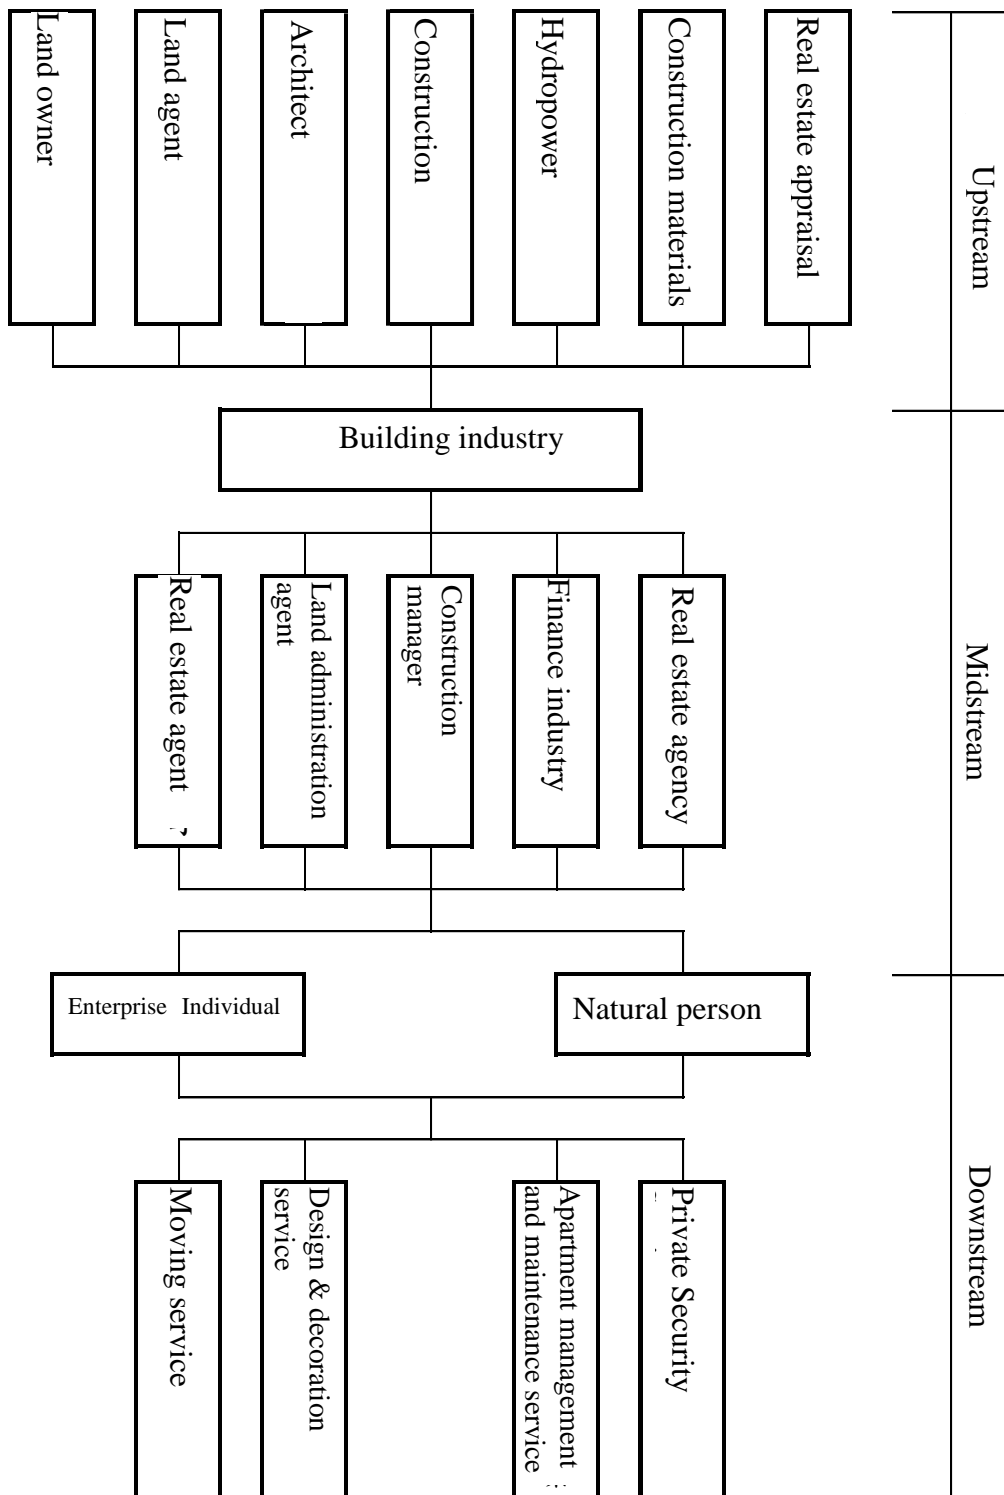 Land owner
Land agent
Architect
Construction
Hydropower
Construction materials
Real estate appraisal
Upstream
Building industry
Real estate agent
Land administration
agent
Construction
manager
Finance industry
Real estate agency
Midstream
Enterprise Individual
Natural person
Moving service
Design & decoration
service
Apartment management
and maintenance service
Private Security
Downstream